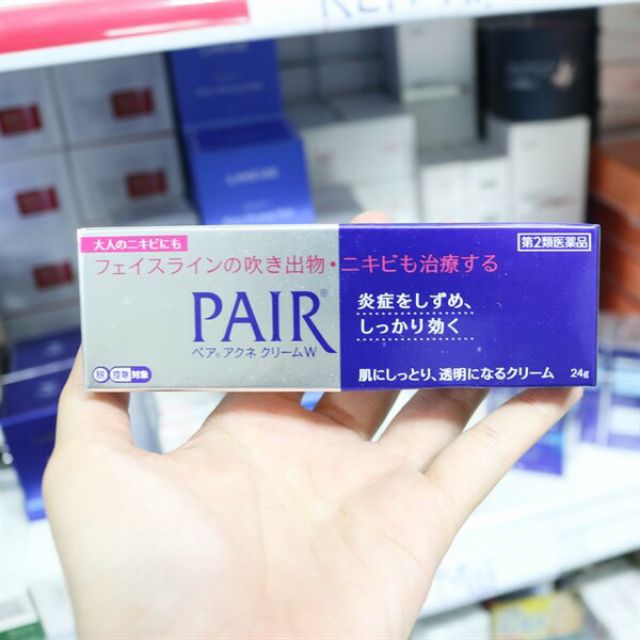 大人のニキビにも
第2類医薬品
フェイスラインの吹き出物・ニキビも治療する
PAIR®
ペア® アクネ クリームW
炎症をしずめ、
しっかり効く
対象
肌にしっとり、透明になるクリーム 24g